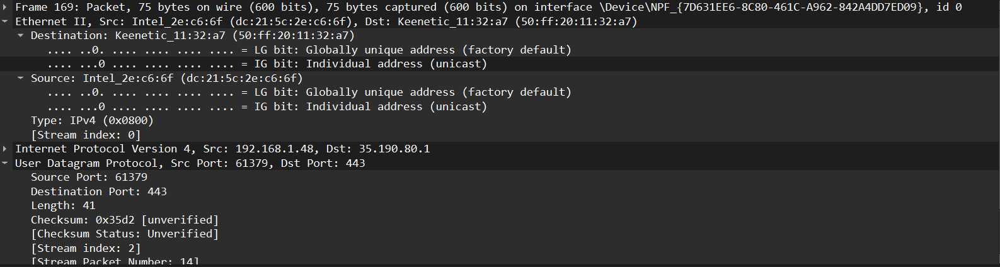 Frame 169: Packet, 75 bytes on wire (600 bits), 75 bytes captured (600 bits) on interface \Device\NPF_{7D631EE6-8C80-461C-A962-842A4DD7ED09}, id 0
Ethernet II, Src: Intel_2e:c6:6f (dc:21:5c:2e:c6:6f), Dst: Keenetic_11:32:a7 (50:ff:20:11:32:a7)
Destination: Keenetic_11:32:a7 (50:ff:20:11:32:a7)
.... ..0. .... .... .... .... = LG bit: Globally unique address (factory default)
.... ...0 .... .... .... .... = IG bit: Individual address (unicast)
Source: Intel_2e:c6:6f (dc:21:5c:2e:c6:6f)
.... ..0. .... .... .... .... = LG bit: Globally unique address (factory default)
.... ...0 .... .... .... .... = IG bit: Individual address (unicast)
Type: IPv4 (0x0800)
[Stream index: 0]
Internet Protocol Version 4, Src: 192.168.1.48, Dst: 35.190.80.1
User Datagram Protocol, Src Port: 61379, Dst Port: 443
Source Port: 61379
Destination Port: 443
Length: 41
Checksum: 0x35d2 [unverified]
[Checksum Status: Unverified]
[Stream index: 2]
[Stream Packet Number: 14]